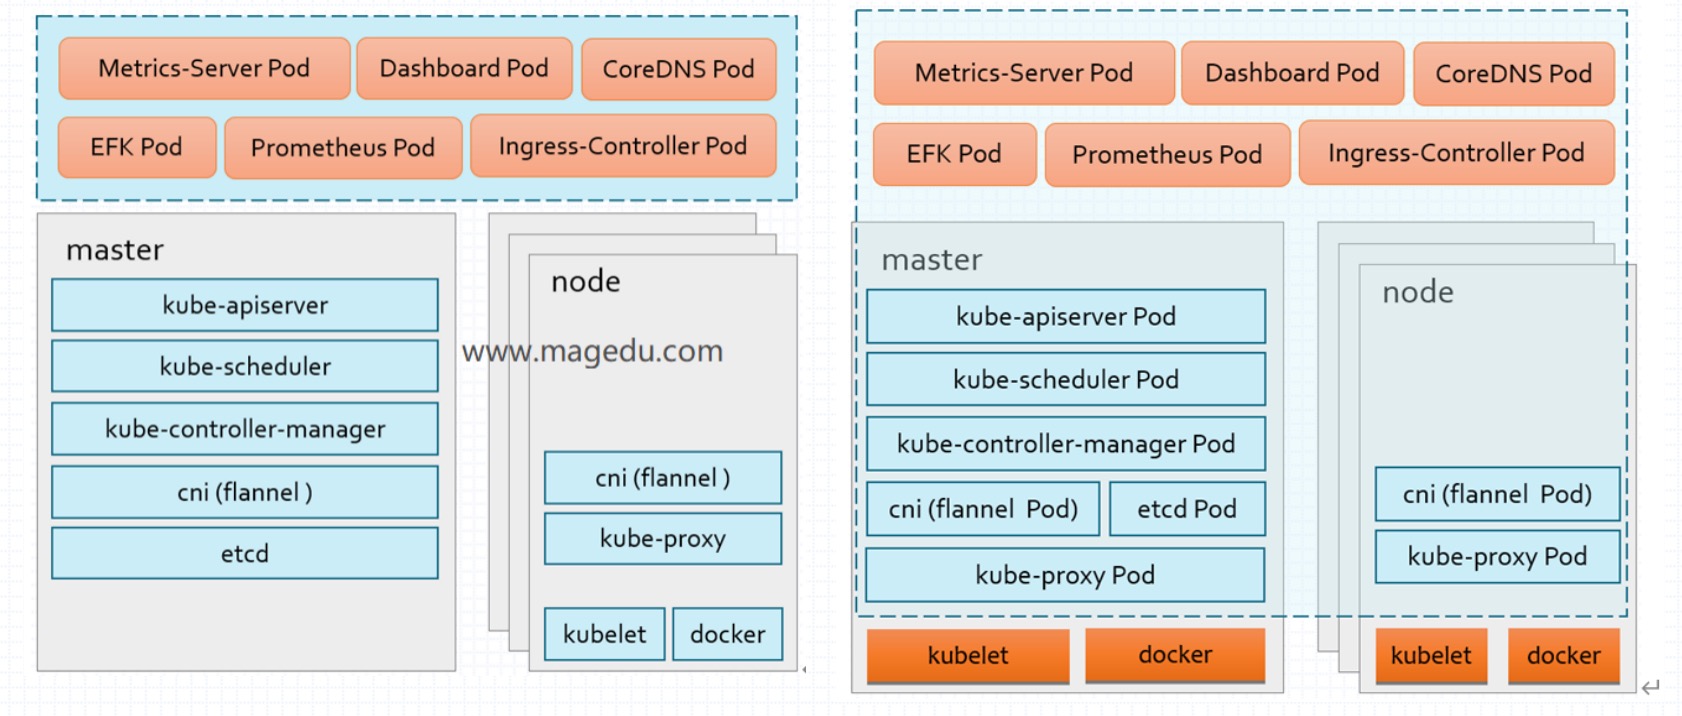 Metrics-Server Pod
Dashboard Pod
CoreDNS Pod
EFK Pod
Prometheus Pod
Ingress-Controller Pod
master
kube-apiserver
kube-scheduler
kube-controller-manager
cni (flannel )
etcd
node
www.magedu.com
cni (flannel )
kube-proxy
kubelet
docker
Metrics-Server Pod
Dashboard Pod
CoreDNS Pod
EFK Pod
Prometheus Pod
Ingress-Controller Pod
master
kube-apiserver Pod
kube-scheduler Pod
kube-controller-manager Pod
cni (flannel  Pod)
etcd Pod
kube-proxy Pod
kubelet
docker
node
cni (flannel  Pod)
kube-proxy Pod
kubelet
docker